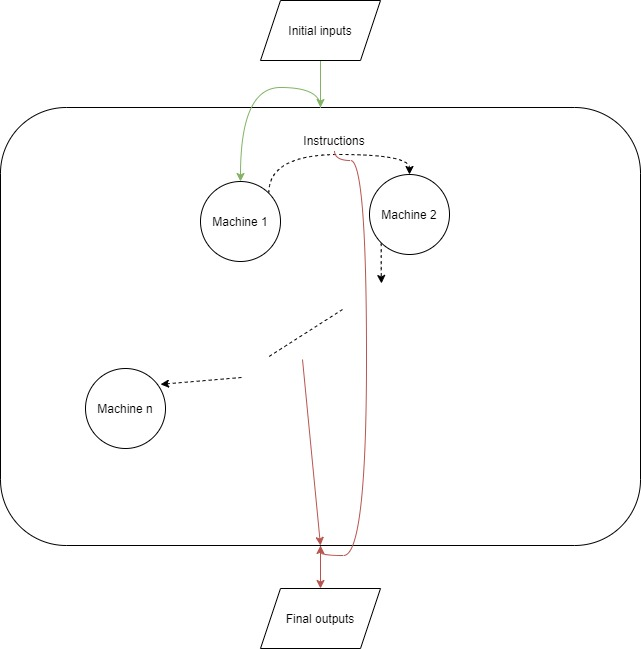 Initial inputs
Instructions
Machine 1
Machine 2
Machine n
Final outputs